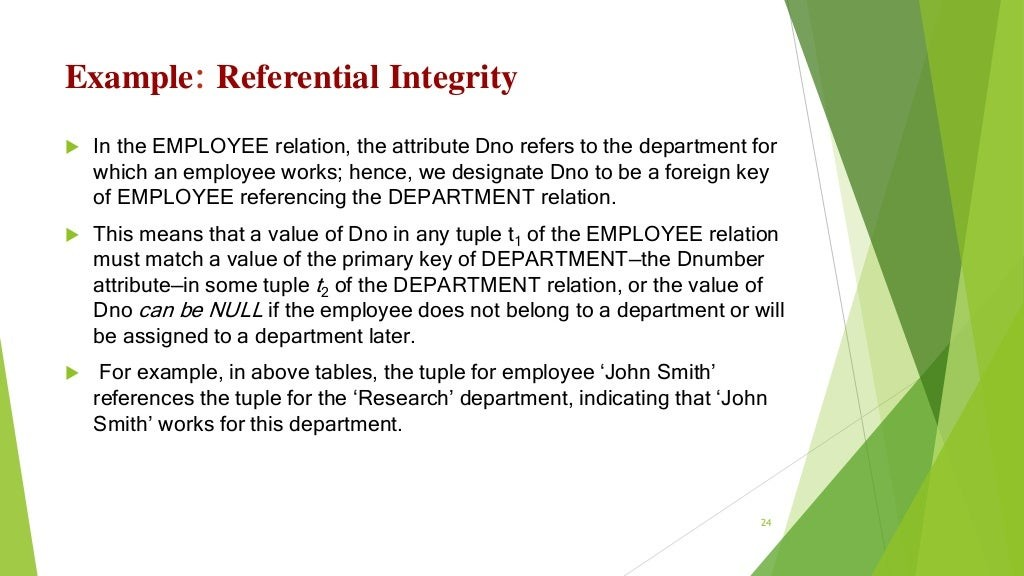 Example: Referential Integrity
In the EMPLOYEE relation, the attribute Dno refers to the department for
which an employee works; hence, we designate Dno to be a foreign key
of EMPLOYEE referencing the DEPARTMENT relation.
This means that a value of Dno in any tuple t1 of the EMPLOYEE relation
must match a value of the primary key of DEPARTMENT—the Dnumber
attribute—in some tuple t2 of the DEPARTMENT relation, or the value of
Dno can be NULL if the employee does not belong to a department or will
be assigned to a department later.
For example, in above tables, the tuple for employee ‘John Smith’
references the tuple for the ‘Research’ department, indicating that ‘John
Smith’ works for this department.
24